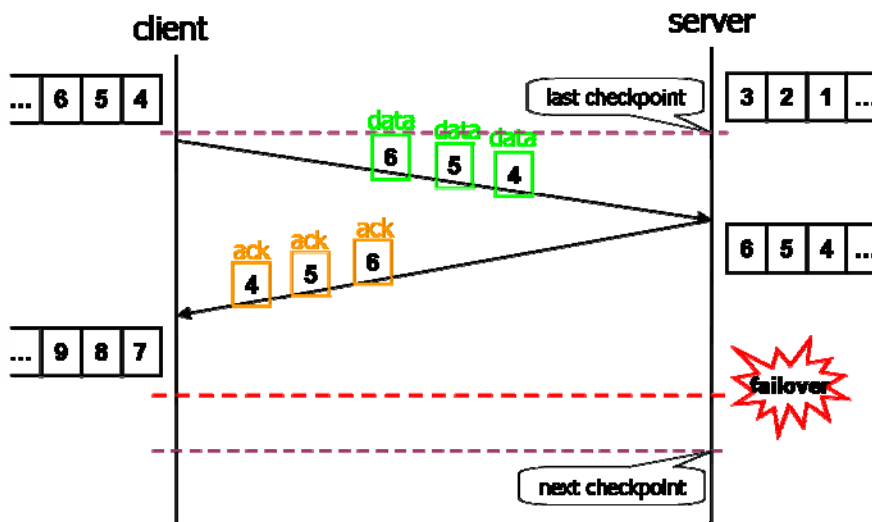 client
server
... 6 5 4
last checkpoint
3 2 1 ...
data data data
6 5 4
ack ack ack
4 5 6
6 5 4 ...
... 9 8 7
failover
next checkpoint